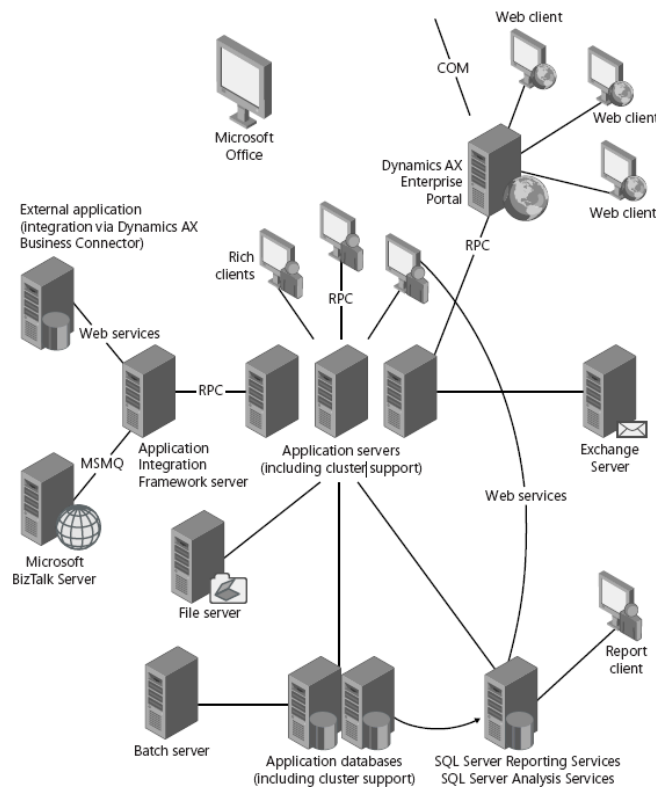 Web client
COM
Web client
Microsoft
Office
Dynamics AX
Enterprise
Portal
Web client
External application
(integration via Dynamics AX
Business Connector)
Rich
clients
RPC
RPC
Web services
RPC
Application
Integration
Framework server
Application servers
(including cluster support)
Exchange
Server
MSMQ
Web services
Microsoft
BizTalk Server
File server
Report
client
Batch server
Application databases
(including cluster support)
SQL Server Reporting Services
SQL Server Analysis Services